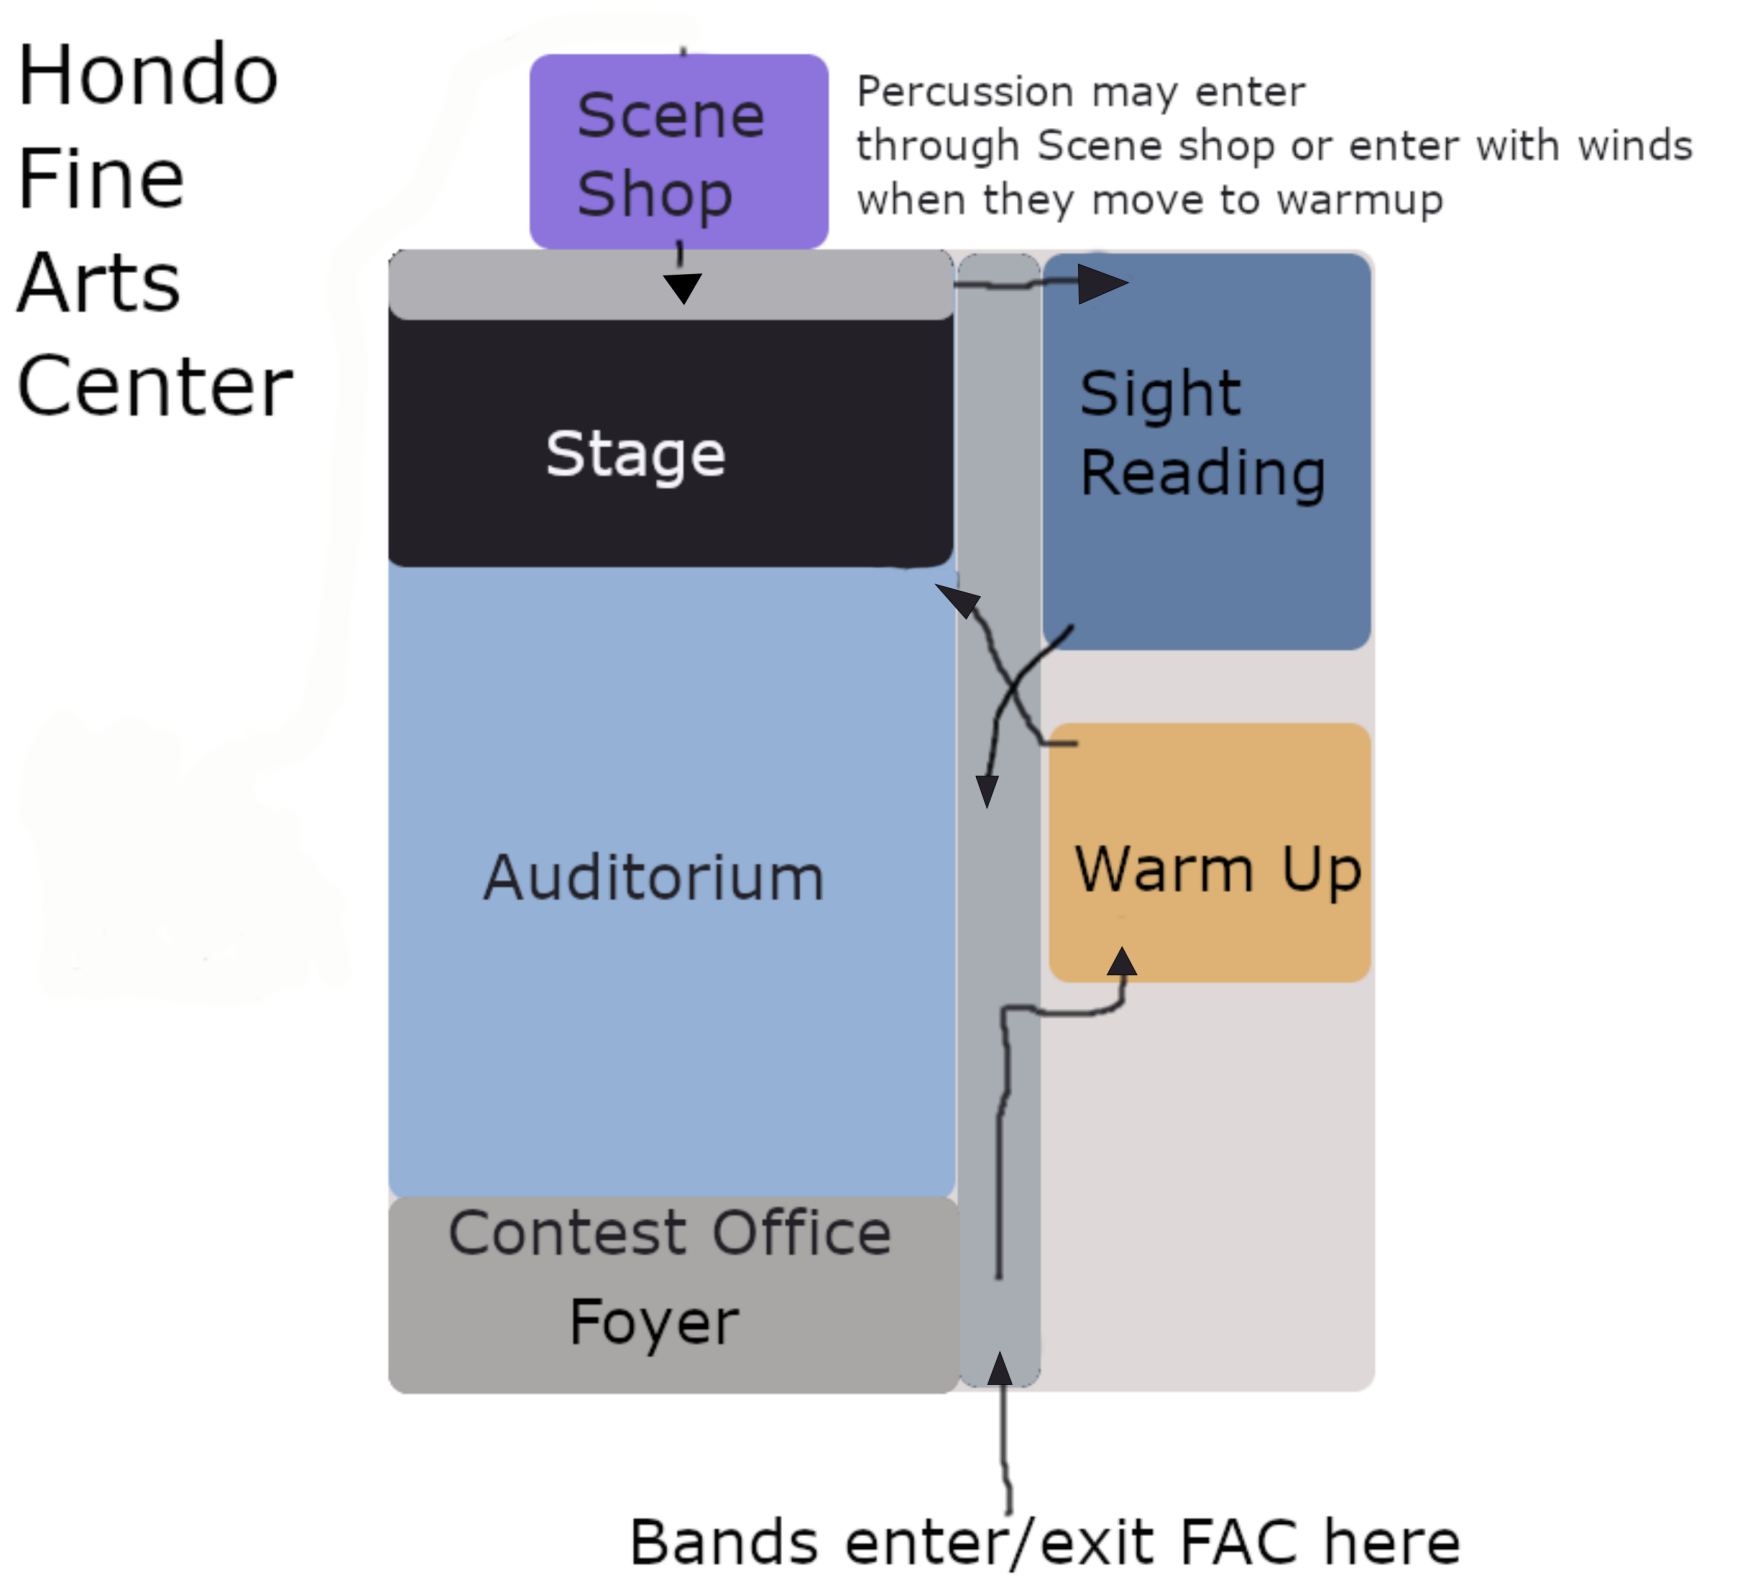 Hondo
Fine
Arts
Center
Scene
Shop
Percussion may enter
through Scene shop or enter with winds
when they move to warmup
Stage
Sight
Reading
Auditorium
Warm Up
Contest Office
Foyer
Bands enter/exit FAC here